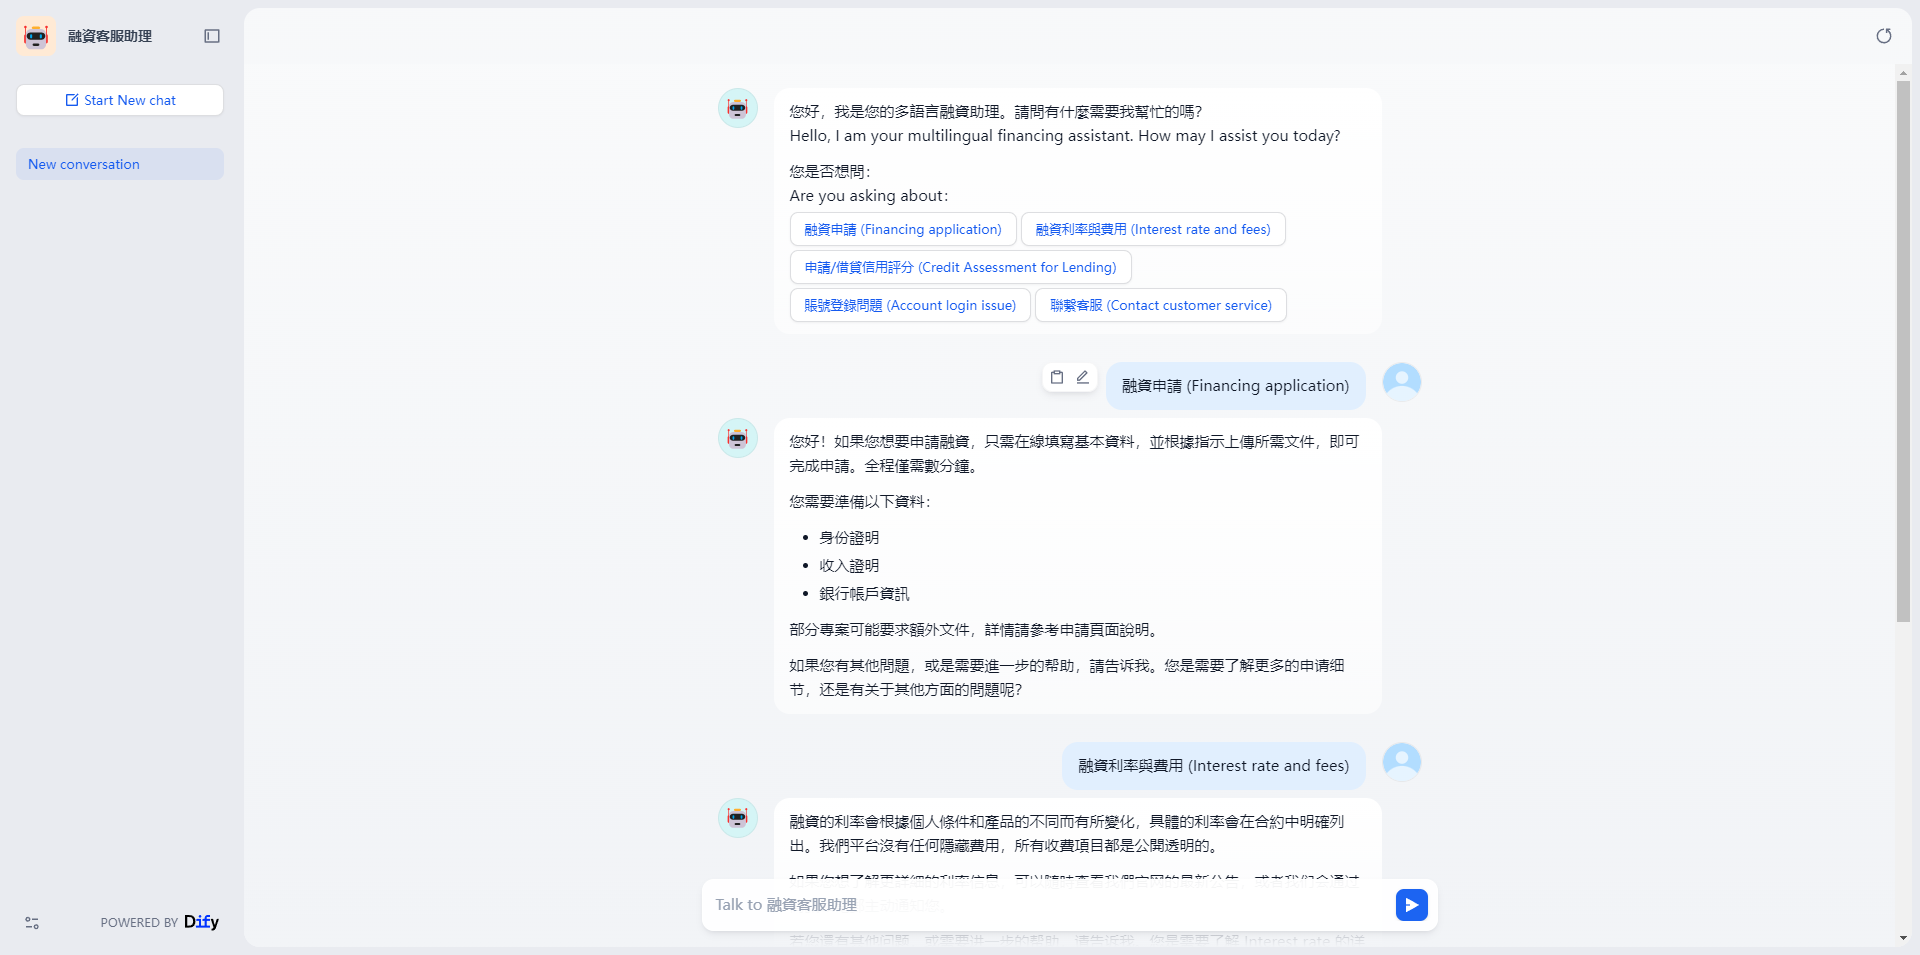 融資客服助理
Start New chat
New conversation
您好，我是您的多語言融資助理。請問有什麼需要我幫忙的嗎？
Hello, I am your multilingual financing assistant. How may I assist you today?
您是否想問：
Are you asking about：
融資申請 (Financing application)
融資利率與費用 (Interest rate and fees)
申請/借貸信用評分 (Credit Assessment for Lending)
賬號登錄問題 (Account login issue)
聯繫客服 (Contact customer service)
融資申請 (Financing application)
您好！如果您想要申請融資，只需在線填寫基本資料，並根據指示上傳所需文件，即可
完成申請。全程僅需數分鐘。
您需要準備以下資料：
身份證明
收入證明
銀行帳戶資訊
部分專案可能要求額外文件，詳情請參考申請頁面說明。
如果您有其他問題，或是需要進一步的帮助，請告诉我。您是需要了解更多的申请细
节，还是有关于其他方面的問題呢？
融資利率與費用 (Interest rate and fees)
融資的利率會根據個人條件和產品的不同而有所變化，具體的利率會在合約中明確列
出。我們平台沒有任何隱藏費用，所有收費項目都是公開透明的。
Talk to 融資客服助理
POWERED BY Dify